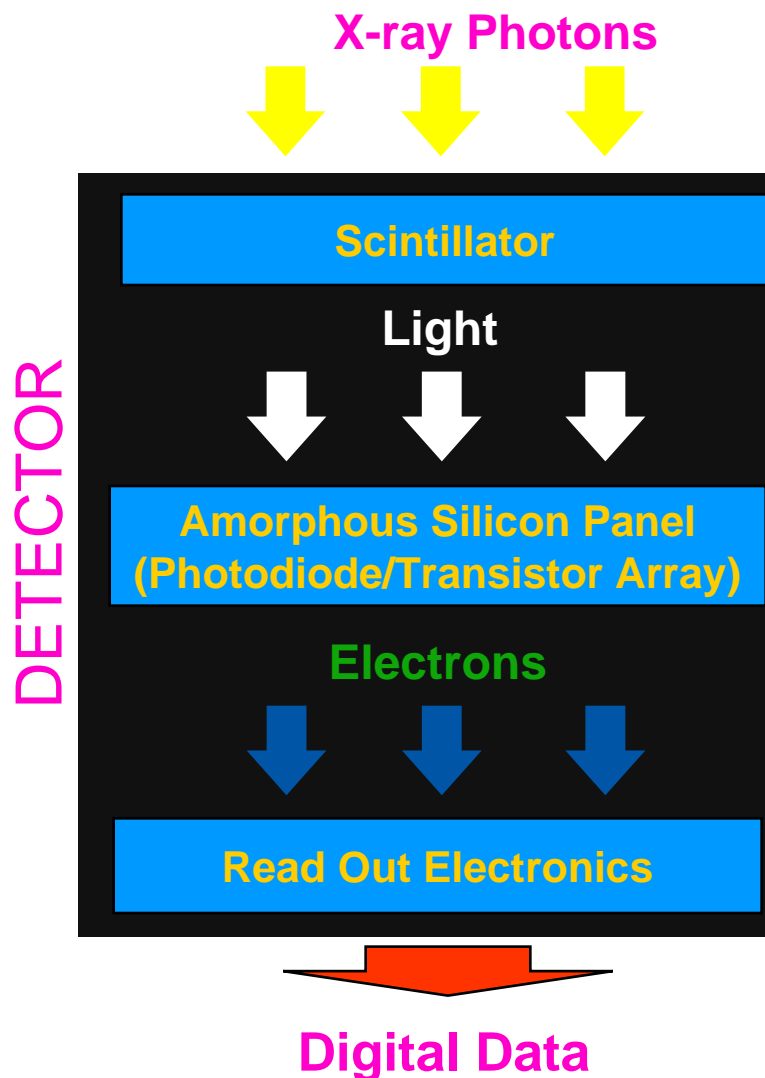 X-ray Photons
Scintillator
Light
DETECTOR
Amorphous Silicon Panel
(Photodiode/Transistor Array)
Electrons
Read Out Electronics
Digital Data